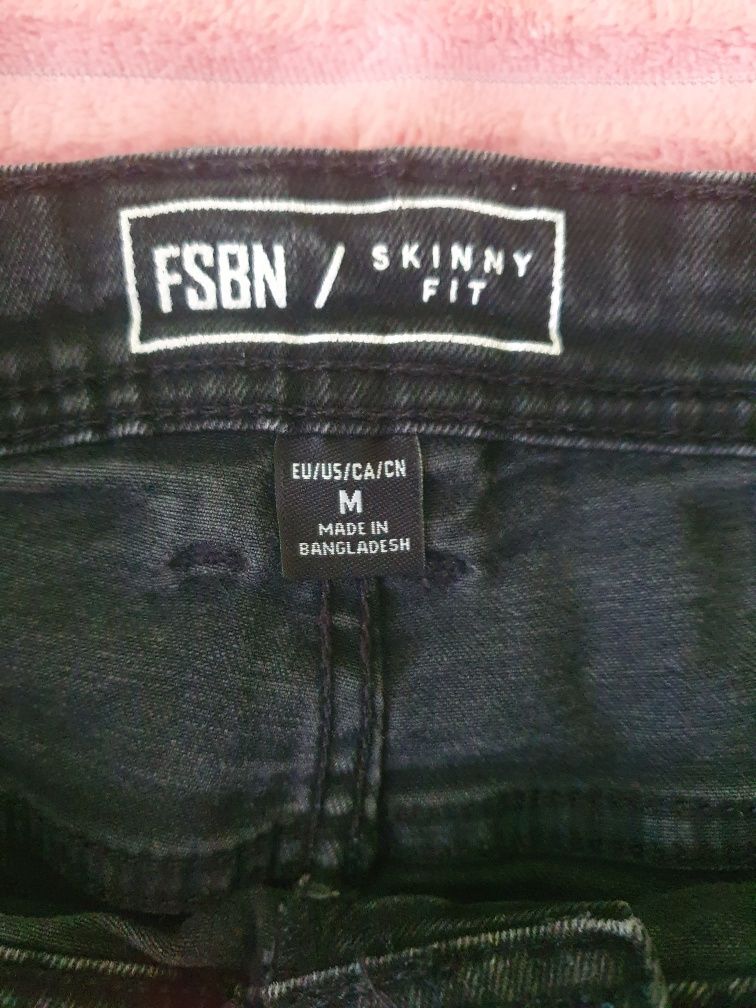 FSBN / SKINNY
FIT
EU/US/CA/CN
M
MADE IN
BANGLADESH